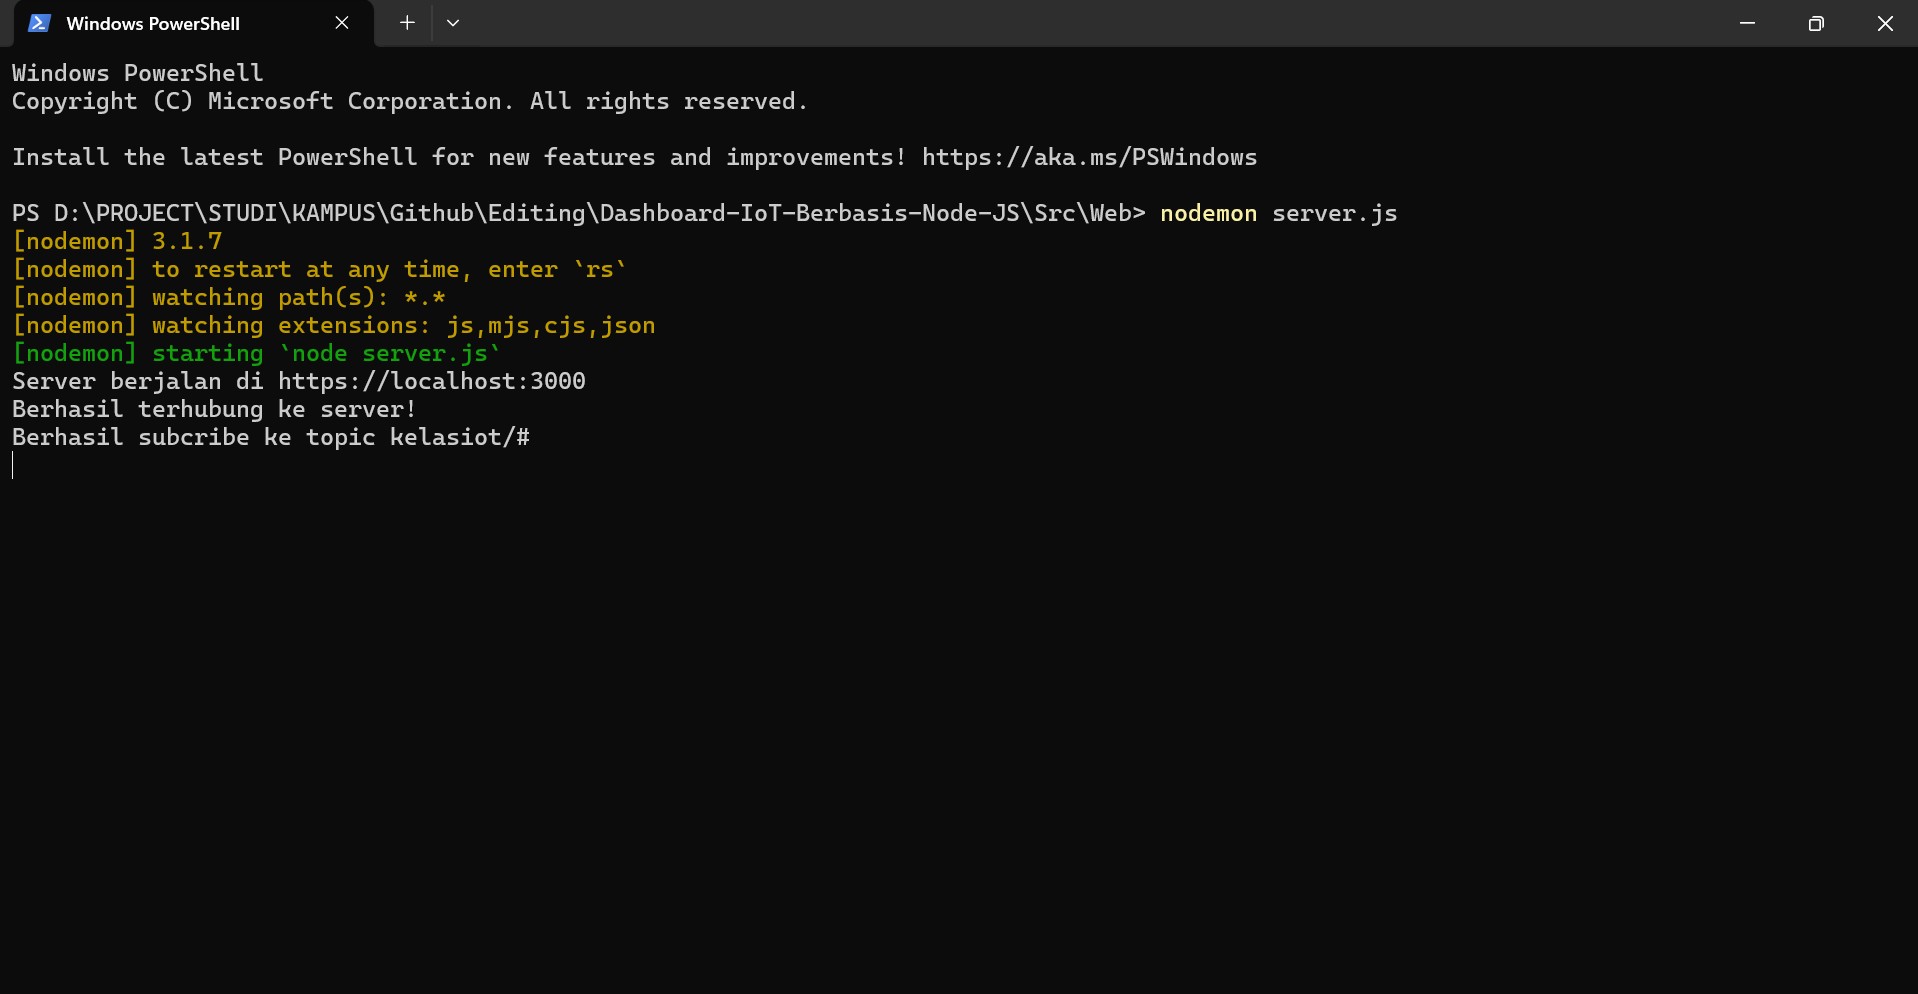 Windows PowerShell
Windows PowerShell
Copyright (C) Microsoft Corporation. All rights reserved.
Install the latest PowerShell for new features and improvements! https://aka.ms/PSWindows
PS D:\PROJECT\STUDI\KAMPUS\Github\Editing\Dashboard-IoT-Berbasis-Node-JS\Src\Web> nodemon server.js
[nodemon] 3.1.7
[nodemon] to restart at any time, enter `rs`
[nodemon] watching path(s): *.*
[nodemon] watching extensions: js,mjs,cjs,json
[nodemon] starting `node server.js`
Server berjalan di https://localhost:3000
Berhasil terhubung ke server!
Berhasil subcribe ke topic kelasiot/#